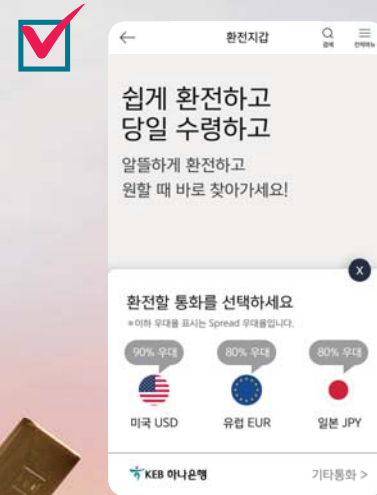 환전지갑
검색
전체메뉴
쉽게 환전하고
당일 수령하고
알뜰하게 환전하고
원할 때 바로 찾아가세요!
X
환전할 통화를 선택하세요
*이하 우대율 표시는 Spread 우대율입니다.
90% 우대
80% 우대
80% 우대
미국 USD
유럽 EUR
일본 JPY
KEB 하나은행
기타통화 >